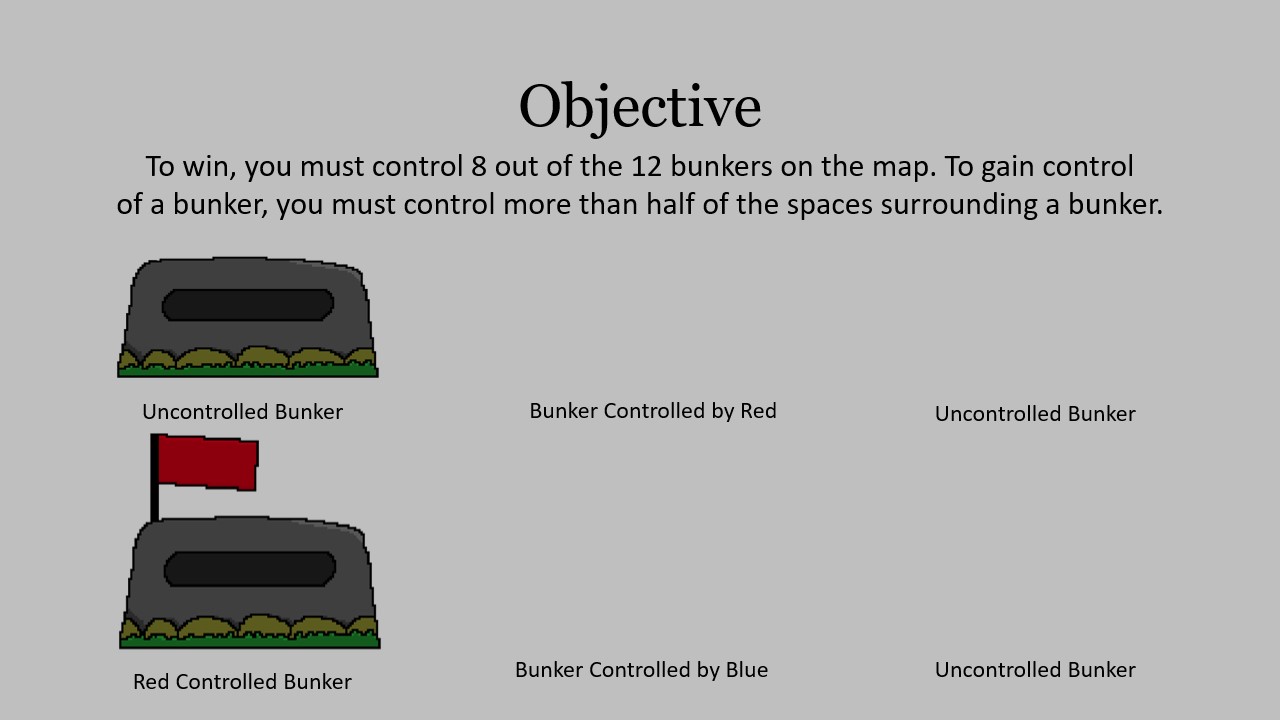 Objective
To win, you must control 8 out of the 12 bunkers on the map. To gain control
of a bunker, you must control more than half of the spaces surrounding a bunker.
Uncontrolled Bunker
Bunker Controlled by Red
Uncontrolled Bunker
Red Controlled Bunker
Bunker Controlled by Blue
Uncontrolled Bunker